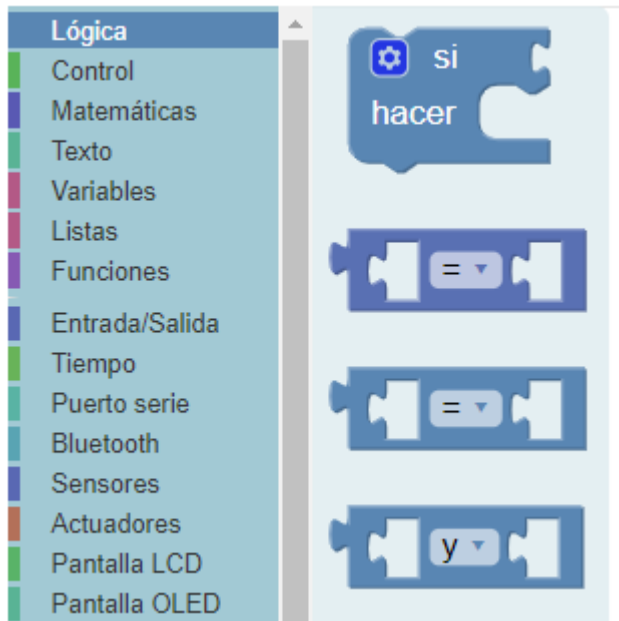 Lógica
Control
Matemáticas
Texto
Variables
Listas
Funciones
Entrada/Salida
Tiempo
Puerto serie
Bluetooth
Sensores
Actuadores
Pantalla LCD
Pantalla OLED
si
hacer
=
=
y